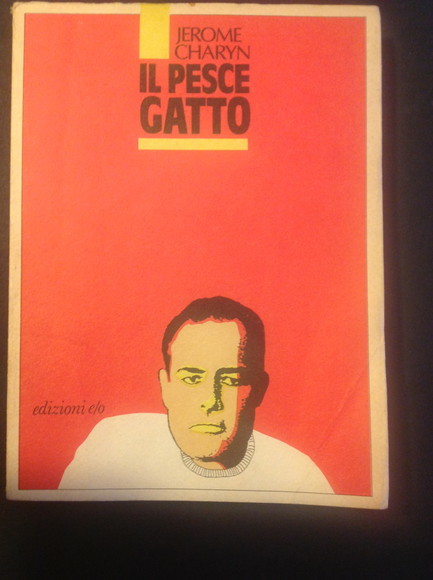 JEROME
CHARYN
IL PESCE
GATTO
edizioni e/o